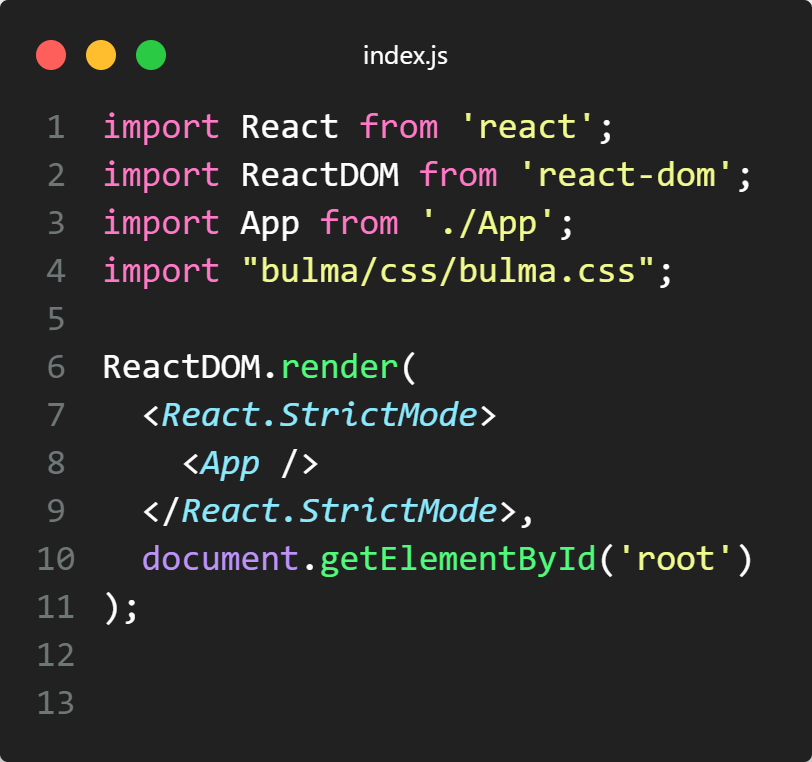 index.js
1 import React from 'react';
2 import ReactDOM from 'react-dom';
3 import App from './App';
4 import "bulma/css/bulma.css";
5
6 ReactDOM.render(
7   <React.StrictMode>
8     <App />
9   </React.StrictMode>,
10   document.getElementById('root')
11 );
12
13